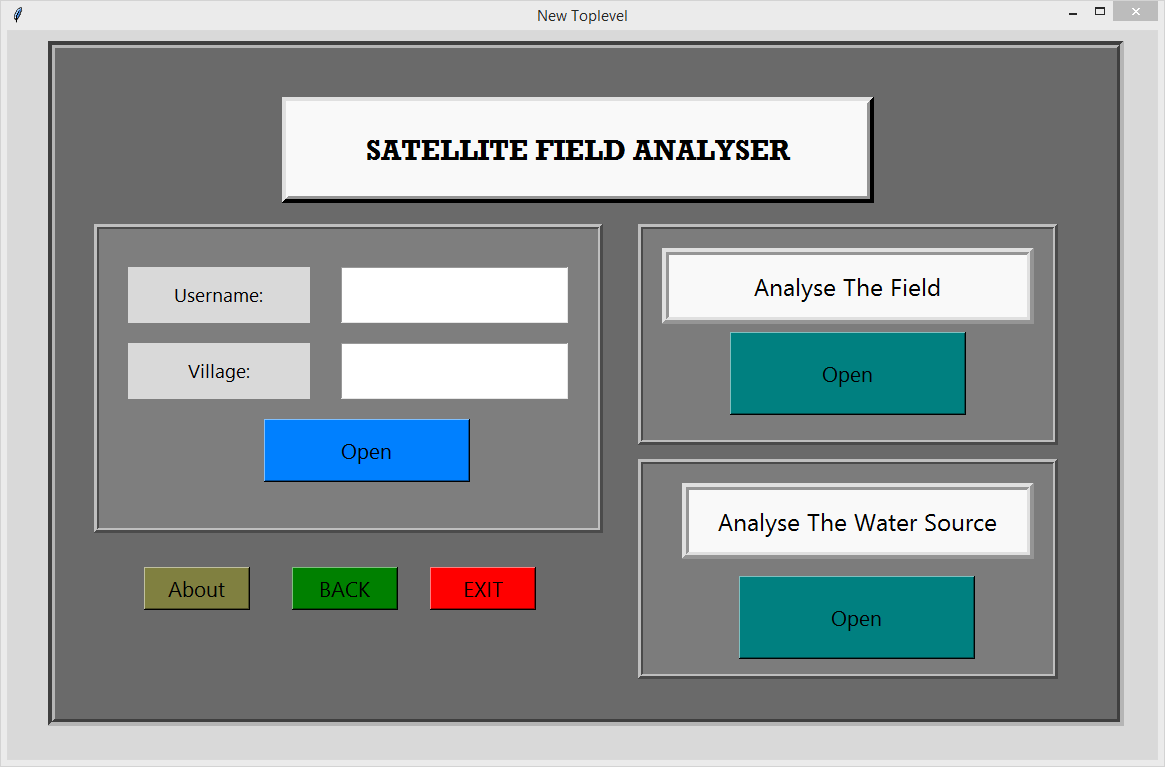 New Toplevel
SATELLITE FIELD ANALYSER
Username:
Village:
Open
Analyse The Field
Open
Analyse The Water Source
Open
About
BACK
EXIT